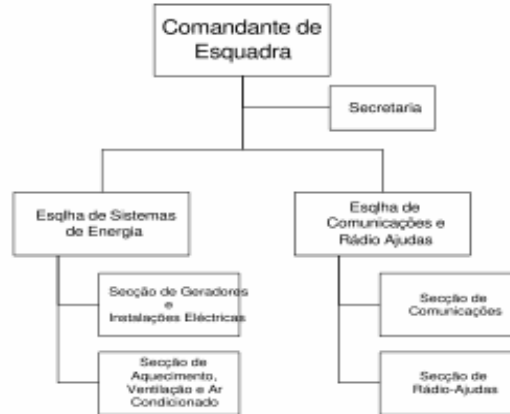 Comandante de
Esquadra
Secretaria
Esqlha de Sistemas
de Energia
Esqlha de
Comunicações e
Rádio Ajudas
Secção de Geradores
e
Instalações Eléctricas
Secção de
Comunicações
Secção de
Aquecimento,
Ventilação e Ar
Condicionado
Secção de
Rádio-Ajudas